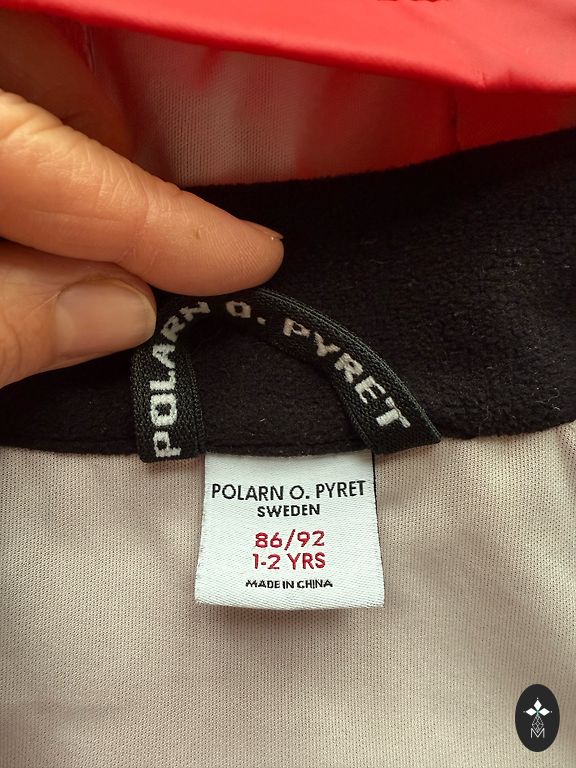 POLARN O. PYRET
POLARN O. PYRET
SWEDEN
86/92
1-2 YRS
MADE IN CHINA
M